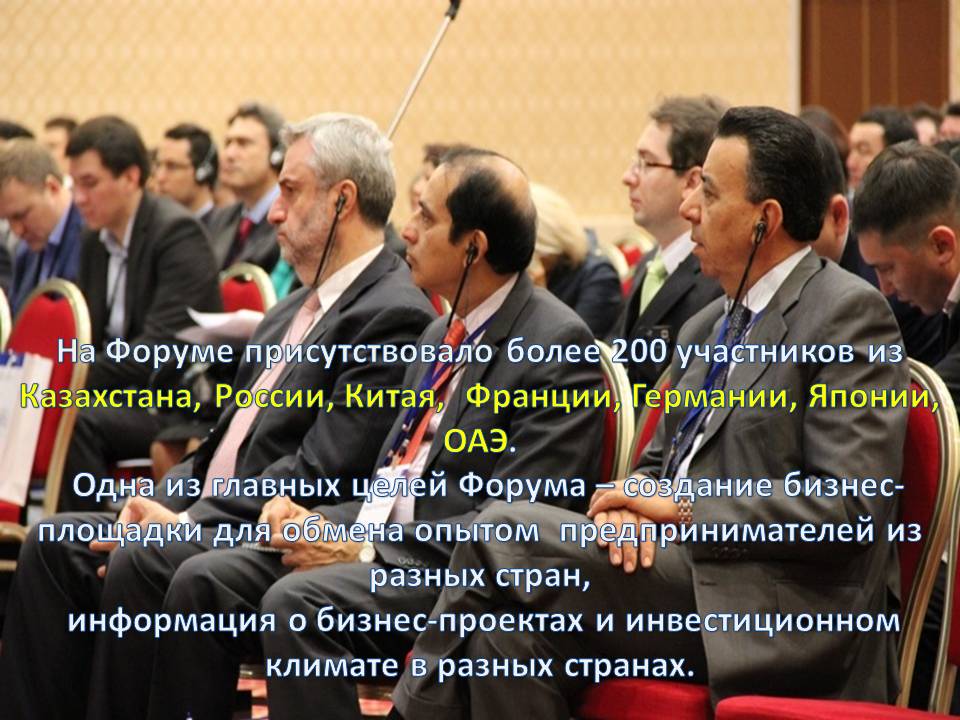 На Форуме присутствовало более 200 участников из
Казахстана, России, Китая,  Франции, Германии, Японии,
ОАЭ.
Одна из главных целей Форума – создание бизнес-
площадки для обмена опытом  предпринимателей из
разных стран,
информация о бизнес-проектах и инвестиционном
климате в разных странах.